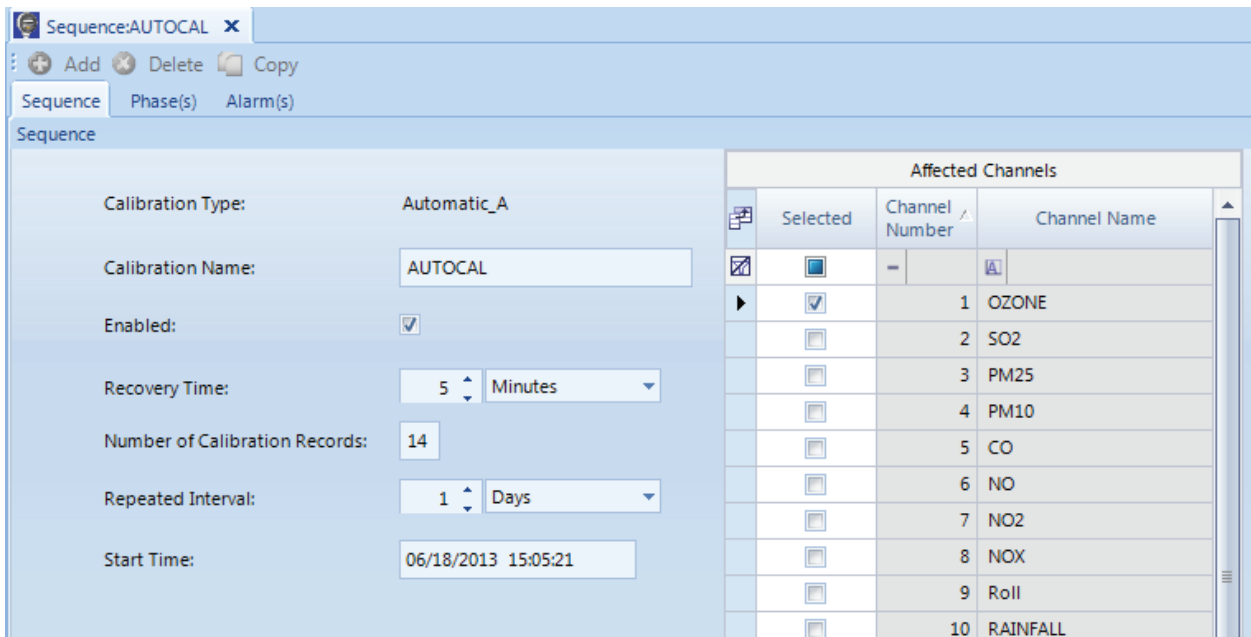 Sequence:AUTOCAL
Add Delete Copy
Sequence Phase(s) Alarm(s)
Sequence
Calibration Type: Automatic_A
Calibration Name: AUTOCAL
Enabled:
Recovery Time: 5 Minutes
Number of Calibration Records: 14
Repeated Interval: 1 Days
Start Time: 06/18/2013 15:05:21
Affected Channels
Selected Channel Number Channel Name
A
1 OZONE
2 SO2
3 PM25
4 PM10
5 CO
6 NO
7 NO2
8 NOX
9 Roll
10 RAINFALL